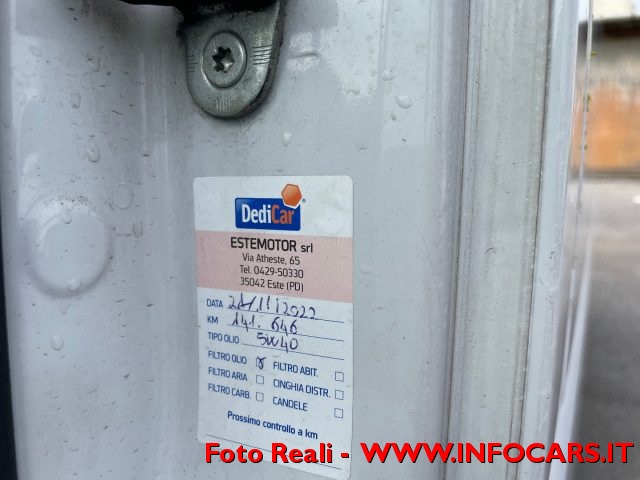 DediCar
ESTEMOTOR srl
Via Atheste, 65
Tel. 0429-50330
35042 Este (PD)
DATA 21/11/2022
KM 141.646
TIPO OLIO 5W40
FILTRO OLIO FILTRO ABIT.
FILTRO ARIA CINGHIA DISTR.
FILTRO CARB. CANDELE
Prossimo controllo a km
Foto Reali - WWW.INFOCARS.IT